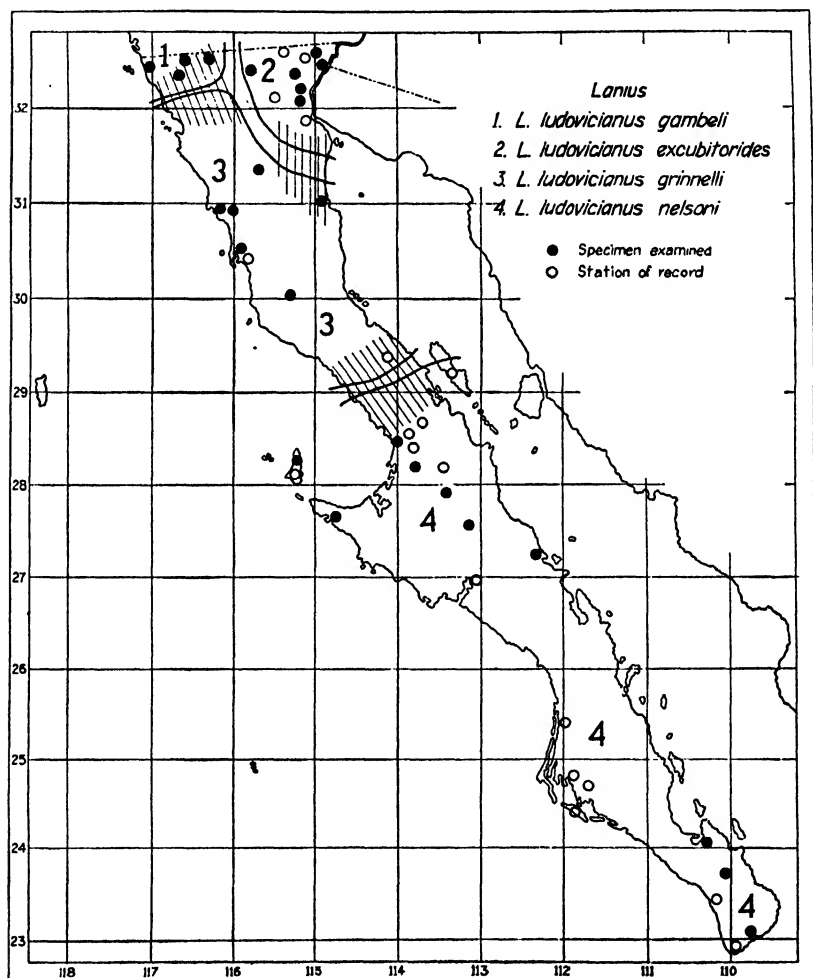 Lanius
1. L. ludovicianus gambeli
2. L. ludovicianus excubitorides
3. L. ludovicianus grinnelli
4. L. ludovicianus nelsoni
● Specimen examined
○ Station of record
1
2
32
3
31
30
3
29
28
4
27
26
4
25
24
4
23
118 117 116 115 114 113 112 111 110